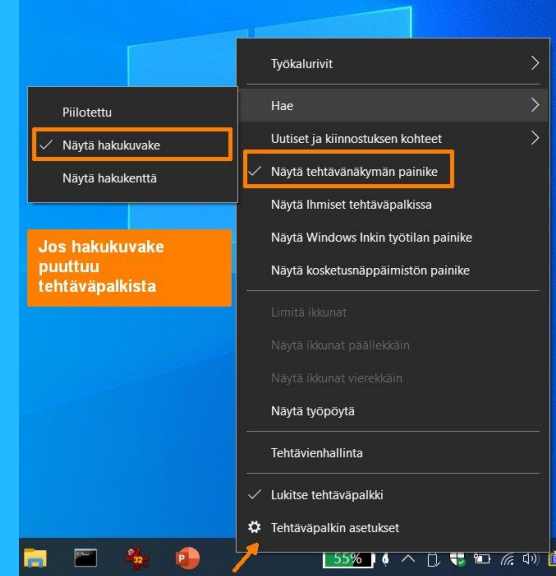 Työkalurivit
Hae
Uutiset ja kiinnostuksen kohteet
Näytä tehtävänäkymän painike
Näytä Ihmiset tehtäväpalkissa
Näytä Windows Inkin työtilan painike
Näytä kosketusnäppäimistön painike
Limitä ikkunat
Näytä ikkunat päällekkäin
Näytä ikkunat vierekkäin
Näytä työpöytä
Tehtävienhallinta
Lukitse tehtäväpalkki
Tehtäväpalkin asetukset
Piilotettu
Näytä hakukuvake
Näytä hakukenttä
Jos hakukuvake
puuttuu
tehtäväpalkista
32
P
55%